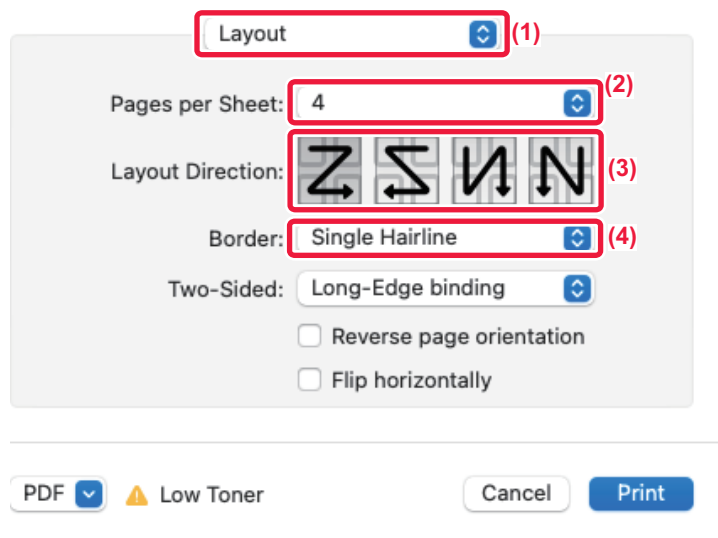 Layout (1)
Pages per Sheet: 4 (2)
Layout Direction: (3)
Border: Single Hairline (4)
Two-Sided: Long-Edge binding
Reverse page orientation
Flip horizontally
PDF Low Toner Cancel Print